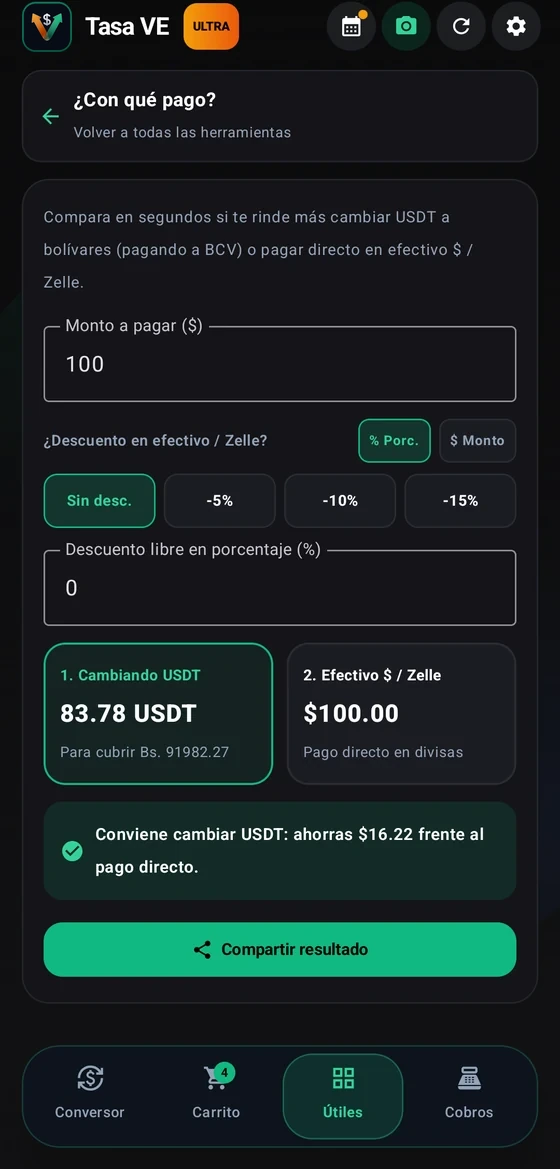 Tasa VE ULTRA
¿Con qué pago?
Volver a todas las herramientas
Compara en segundos si te rinde más cambiar USDT a
bolívares (pagando a BCV) o pagar directo en efectivo $ /
Zelle.
Monto a pagar ($)
100
¿Descuento en efectivo / Zelle? % Porc. $ Monto
Sin desc. -5% -10% -15%
Descuento libre en porcentaje (%)
0
1. Cambiando USDT
83.78 USDT
Para cubrir Bs. 91982.27
2. Efectivo $ / Zelle
$100.00
Pago directo en divisas
Conviene cambiar USDT: ahorras $16.22 frente al
pago directo.
Compartir resultado
4
Conversor Carrito Útiles Cobros